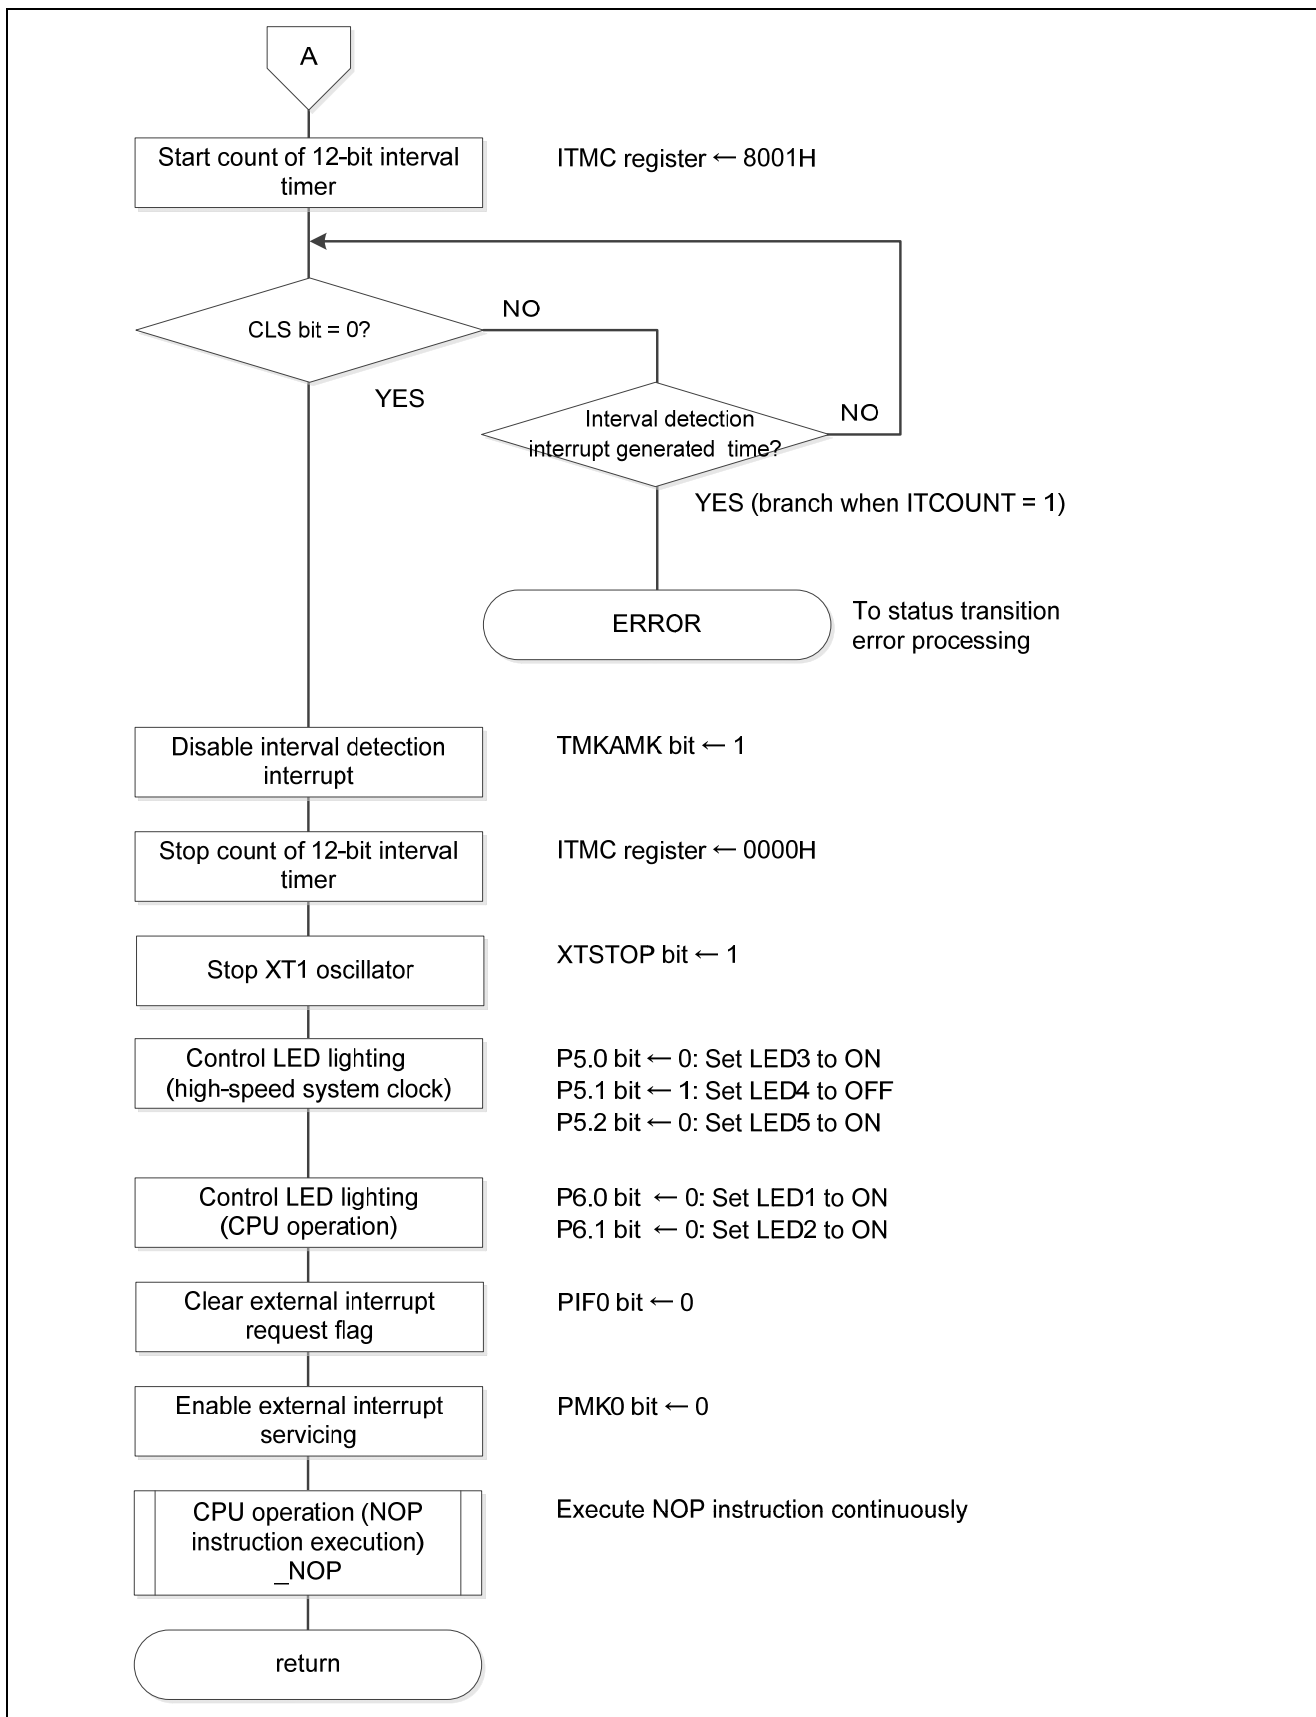 A
Start count of 12-bit interval
timer
ITMC register ← 8001H
CLS bit = 0?
NO
YES
Interval detection
interrupt generated time?
NO
YES (branch when ITCOUNT = 1)
ERROR
To status transition
error processing
Disable interval detection
interrupt
TMKAMK bit ← 1
Stop count of 12-bit interval
timer
ITMC register ← 0000H
Stop XT1 oscillator
XTSTOP bit ← 1
Control LED lighting
(high-speed system clock)
P5.0 bit ← 0: Set LED3 to ON
P5.1 bit ← 1: Set LED4 to OFF
P5.2 bit ← 0: Set LED5 to ON
Control LED lighting
(CPU operation)
P6.0 bit ← 0: Set LED1 to ON
P6.1 bit ← 0: Set LED2 to ON
Clear external interrupt
request flag
PIF0 bit ← 0
Enable external interrupt
servicing
PMK0 bit ← 0
CPU operation (NOP
instruction execution)
_NOP
Execute NOP instruction continuously
return